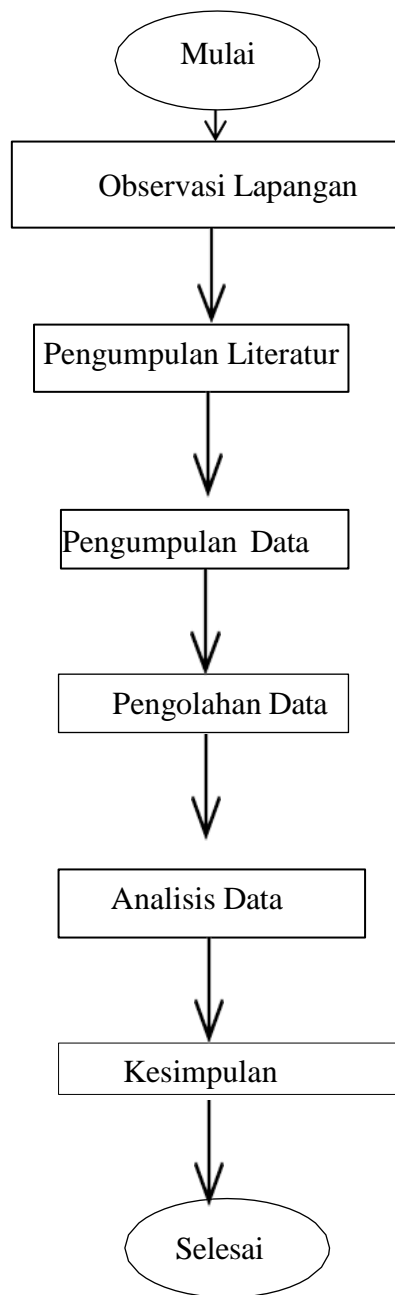 Mulai
Observasi Lapangan
Pengumpulan Literatur
Pengumpulan Data
Pengolahan Data
Analisis Data
Kesimpulan
Selesai